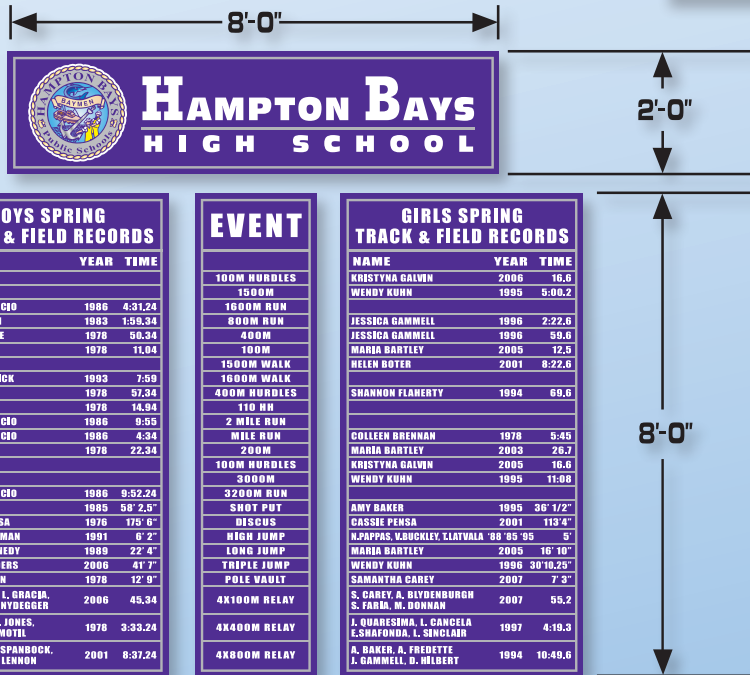 8'-0"
HAMPTON BAYS
BAYMEN
Public Schools
HAMPTON BAYS
HIGH SCHOOL
2'-0"
OYS SPRING
& FIELD RECORDS
YEAR TIME
CIO 1986 4:31.24
1983 1:59.34
E 1978 50.34
1978 11.04
ICK 1993 7:59
1978 57.34
1978 14.94
CIO 1986 9:55
CIO 1986 4:34
1978 22.34
CIO 1986 9:52.24
1985 58' 2.5"
SA 1976 175' 6"
MAN 1991 6' 2"
NEDY 1989 22' 4"
ERS 2006 41' 7"
N 1978 12' 9"
L. GRACIA,
NYDEGGER 2006 45.34
JONES,
MOTIL 1978 3:33.24
SPANBOCK,
LENNON 2001 8:37.24
EVENT
100M HURDLES
1500M
1600M RUN
800M RUN
400M
100M
1500M WALK
1600M WALK
400M HURDLES
110 HH
2 MILE RUN
MILE RUN
200M
100M HURDLES
3000M
3200M RUN
SHOT PUT
DISCUS
HIGH JUMP
LONG JUMP
TRIPLE JUMP
POLE VAULT
4X100M RELAY
4X400M RELAY
4X800M RELAY
GIRLS SPRING
TRACK & FIELD RECORDS
NAME YEAR TIME
KRISTYNA GALVIN 2006 16.6
WENDY KUHN 1995 5:00.2
JESSICA GAMMELL 1996 2:22.6
JESSICA GAMMELL 1996 59.6
MARIA BARTLEY 2005 12.5
HELEN BOTER 2001 8:22.6
SHANNON FLAHERTY 1994 69.6
COLLEEN BRENNAN 1978 5:45
MARIA BARTLEY 2003 26.7
KRISTYNA GALVIN 2005 16.6
WENDY KUHN 1995 11:08
AMY BAKER 1995 36' 1/2"
CASSIE PENSA 2001 113'4"
N.PAPPAS, V.BUCKLEY, T.LATVALA '88 '85 '95 5'
MARIA BARTLEY 2005 16' 10"
WENDY KUHN 1996 30'10.25"
SAMANTHA CAREY 2007 7' 3"
S. CAREY, A. BLYDENBURGH
S. FARIA, M. DONNAN 2007 55.2
J. QUARESIMA, L. CANCELA
E.SHAFONDA, L. SINCLAIR 1997 4:19.3
A. BAKER, A. FREDETTE
J. GAMMELL, D. HILBERT 1994 10:49.6
8'-0"